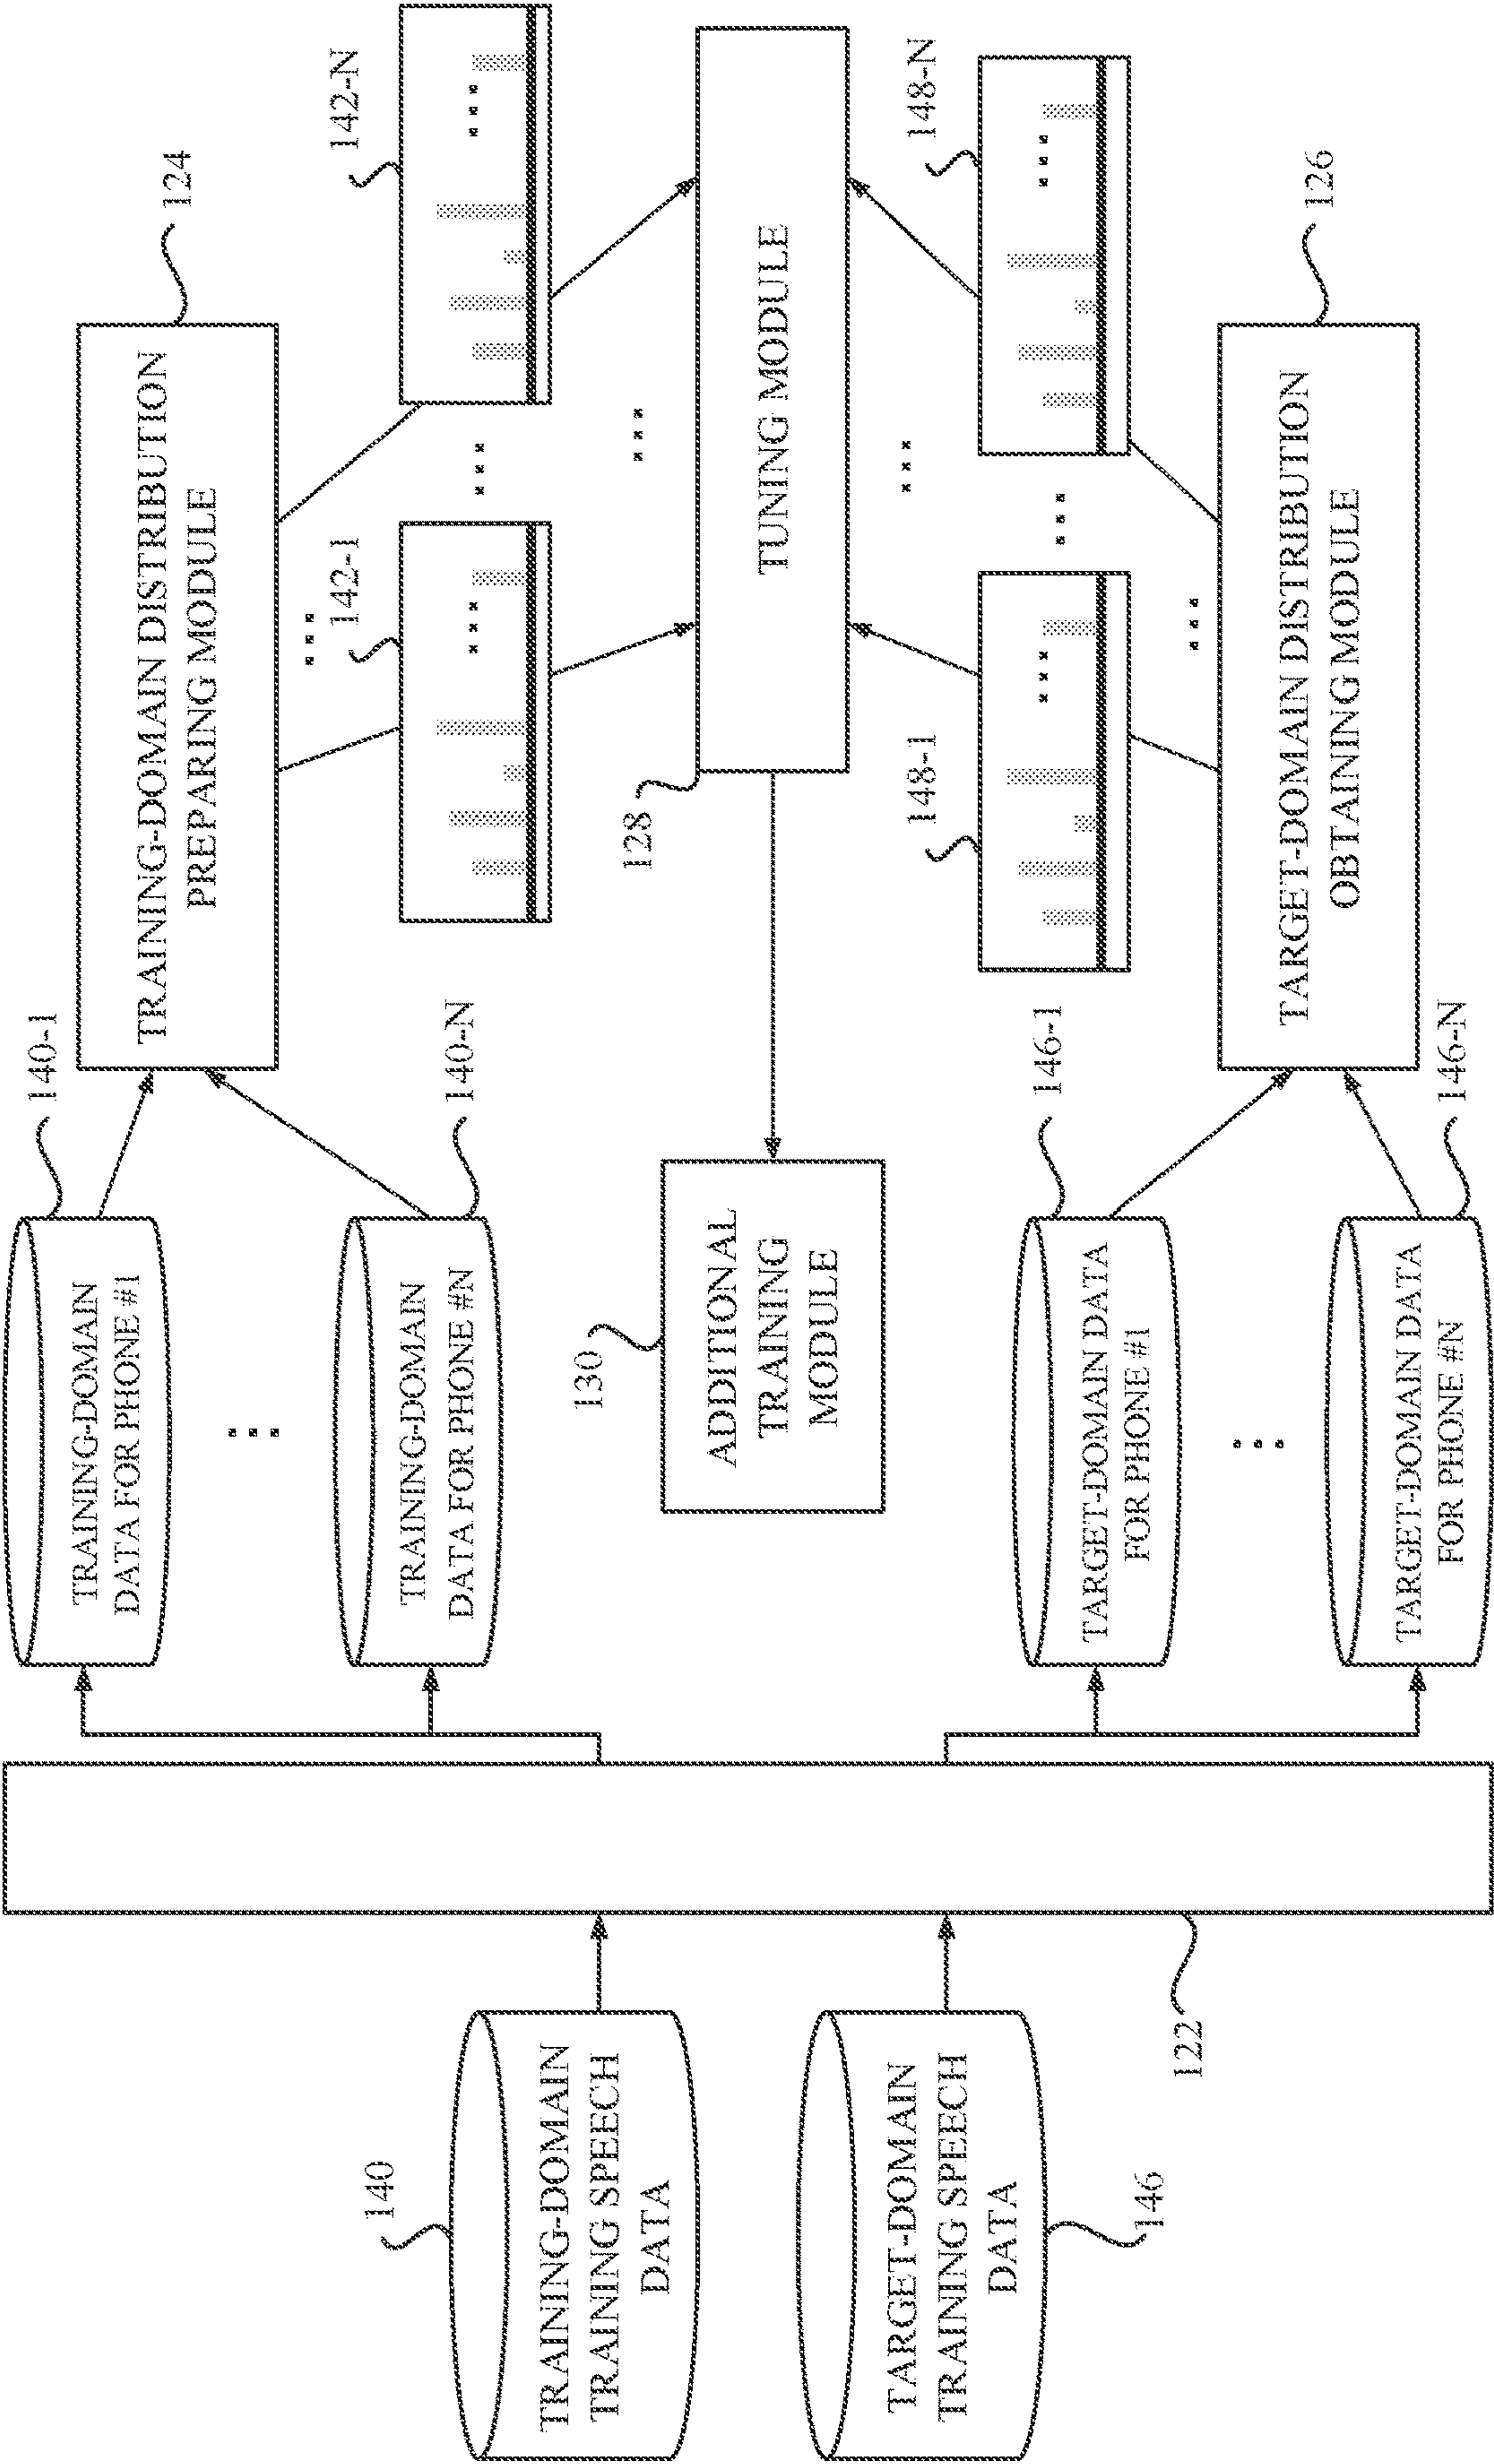 140
TRAINING-DOMAIN
TRAINING SPEECH
DATA
TARGET-DOMAIN
TRAINING SPEECH
DATA
146
122
140-1
TRAINING-DOMAIN
DATA FOR PHONE #1
140-N
TRAINING-DOMAIN
DATA FOR PHONE #N
130
ADDITIONAL
TRAINING
MODULE
146-1
TARGET-DOMAIN DATA
FOR PHONE #1
146-N
TARGET-DOMAIN DATA
FOR PHONE #N
124
TRAINING-DOMAIN DISTRIBUTION
PREPARING MODULE
142-1
142-N
128
TUNING MODULE
148-1
148-N
126
TARGET-DOMAIN DISTRIBUTION
OBTAINING MODULE